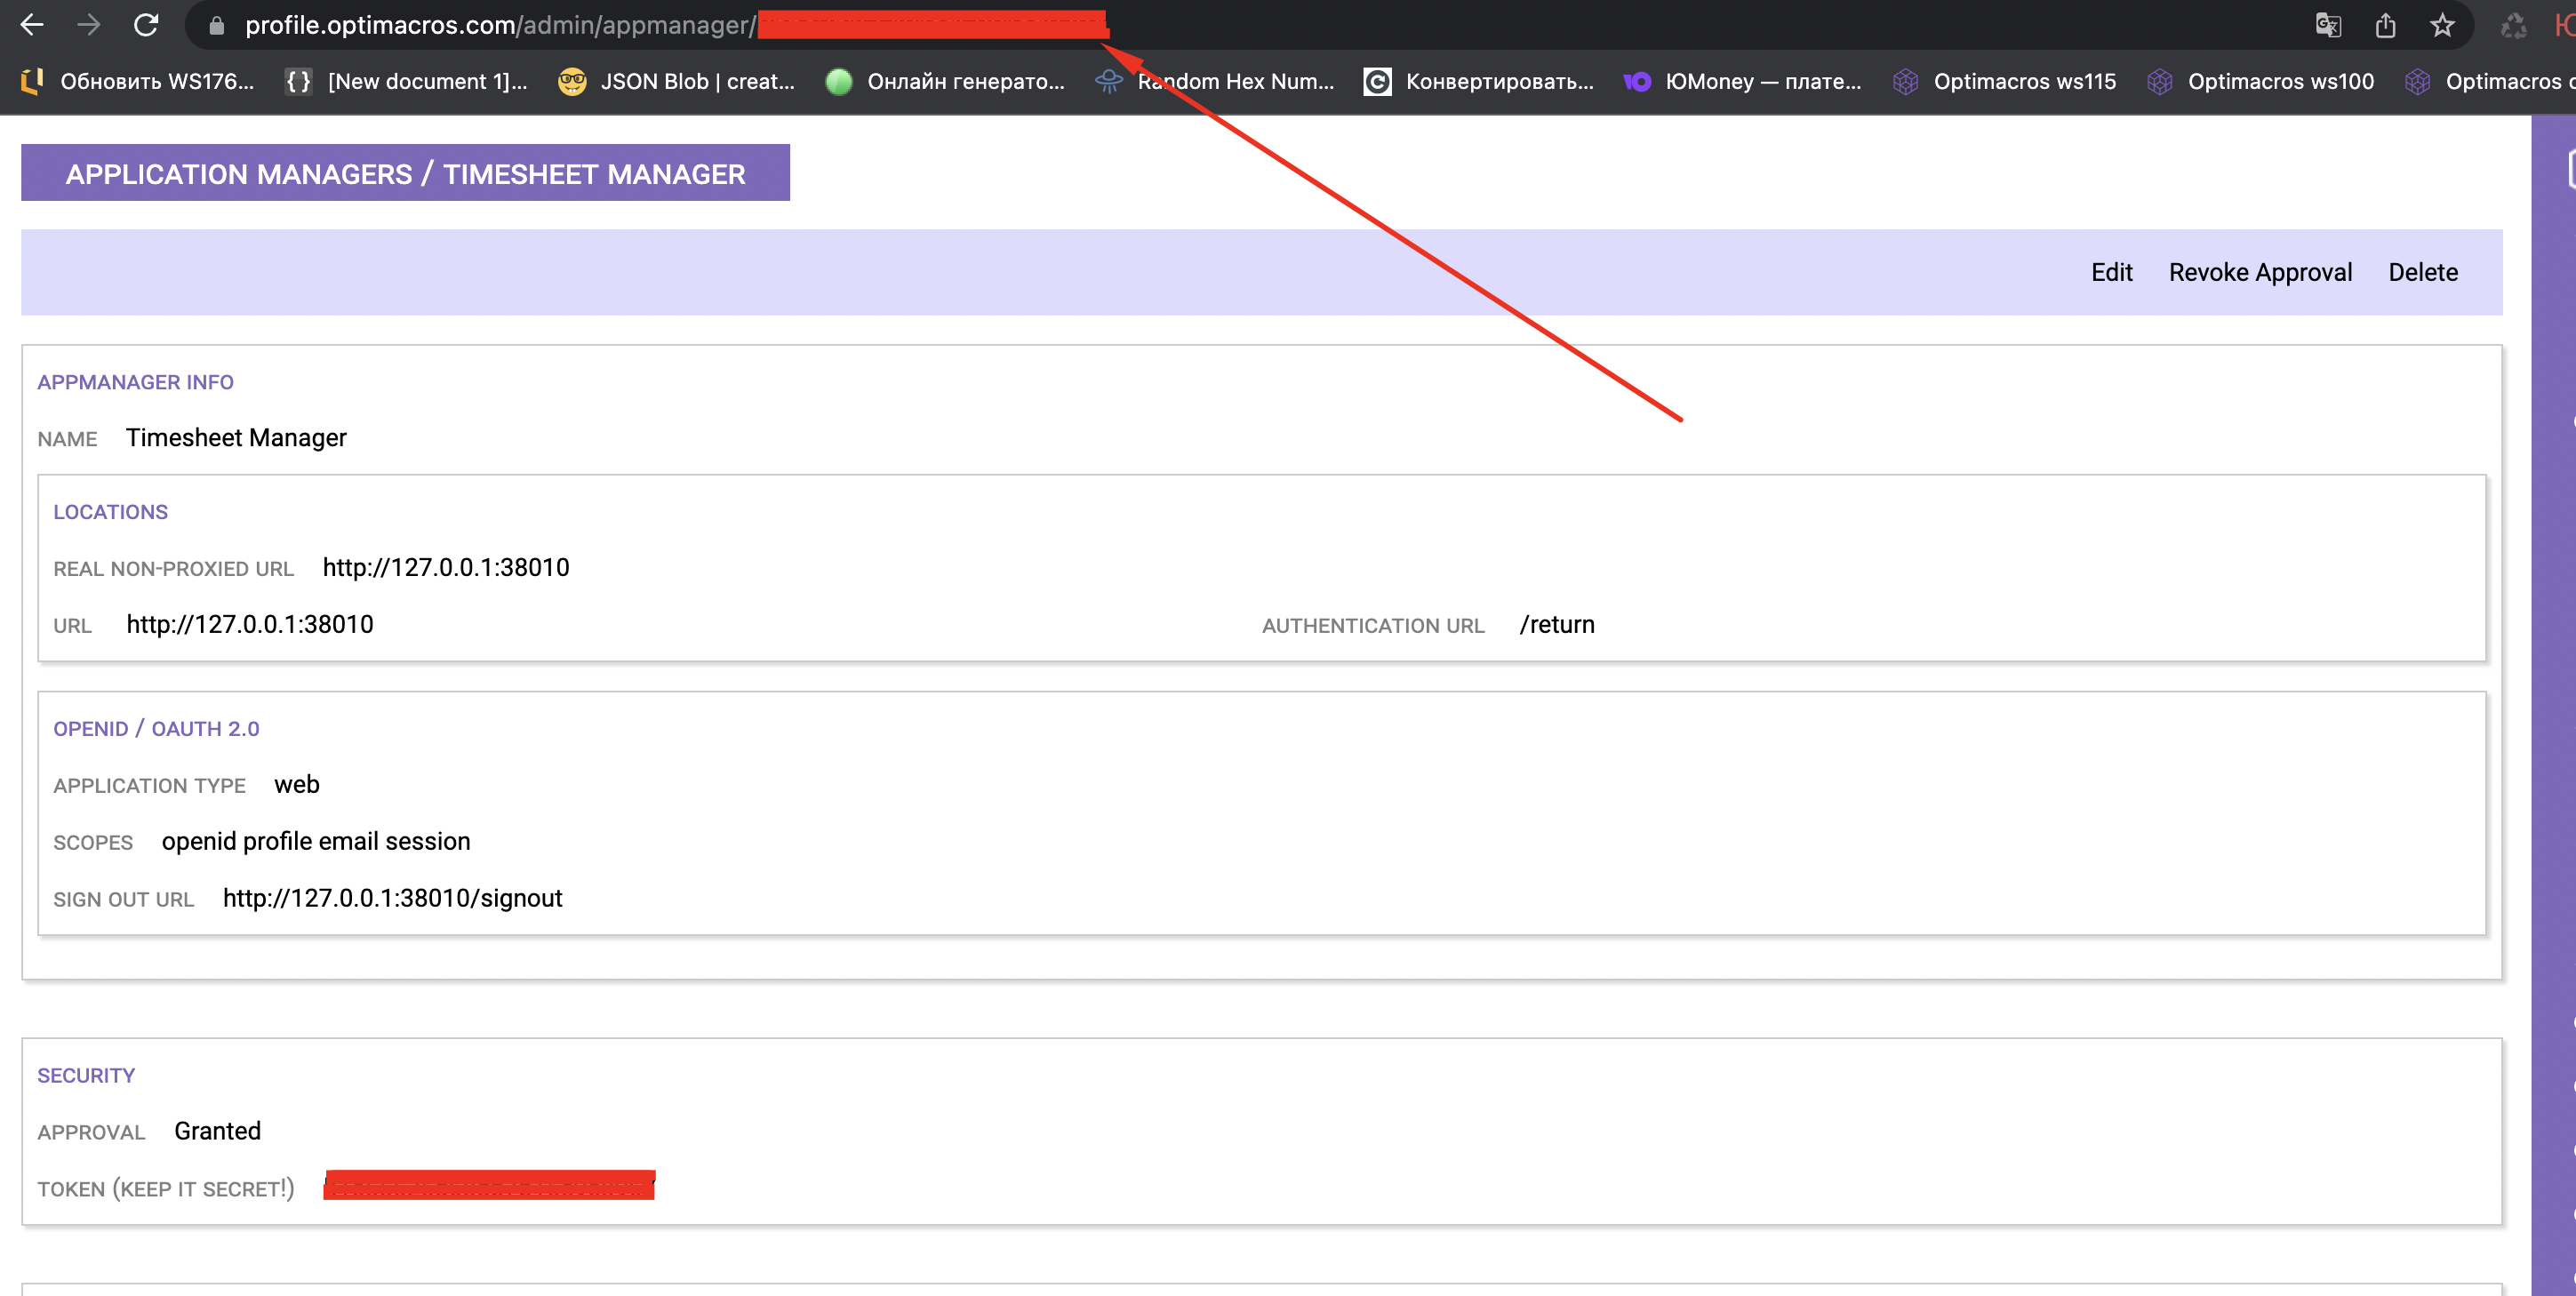 profile.optimacros.com/admin/appmanager/
Обновить WS176... [New document 1]... JSON Blob | creat... Онлайн генерато... Random Hex Num... Конвертировать... ЮMoney — плате... Optimacros ws115 Optimacros ws100 Optimacros
APPLICATION MANAGERS / TIMESHEET MANAGER
Edit Revoke Approval Delete
APPMANAGER INFO
NAME Timesheet Manager
LOCATIONS
REAL NON-PROXIED URL http://127.0.0.1:38010
URL http://127.0.0.1:38010 AUTHENTICATION URL /return
OPENID / OAUTH 2.0
APPLICATION TYPE web
SCOPES openid profile email session
SIGN OUT URL http://127.0.0.1:38010/signout
SECURITY
APPROVAL Granted
TOKEN (KEEP IT SECRET!)